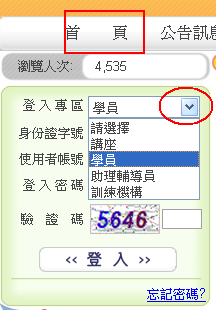 首 頁 公告訊息
瀏覽人次: 4,535
登入專區 學員
請選擇
身份證字號 講座
使用者帳號 學員
助理輔導員
登入密碼 訓練機構
驗 證 碼 5646
<< 登 入 >>
忘記密碼?